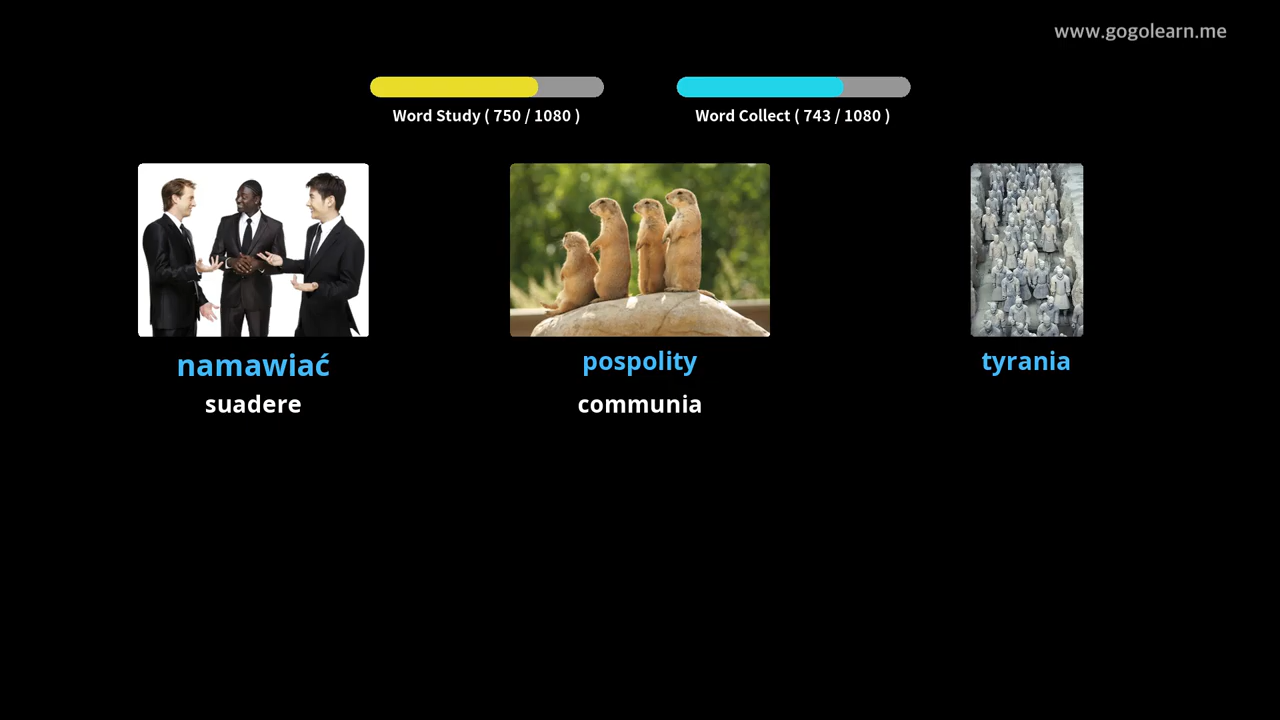 www.gogolearn.me
Word Study ( 750 / 1080 )
Word Collect ( 743 / 1080 )
namawiać
suadere
pospolity
communia
tyrania